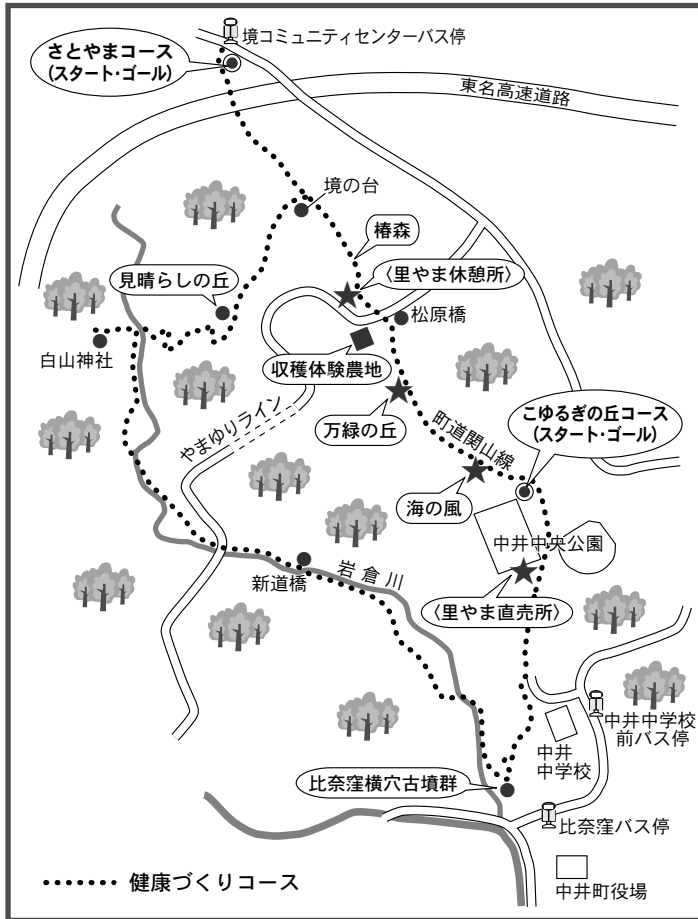 境コミュニティセンターバス停
さとやまコース
(スタート・ゴール)
東名高速道路
境の台
椿森
見晴らしの丘
〈里やま休憩所〉
松原橋
白山神社
収穫体験農地
こゆるぎの丘コース
(スタート・ゴール)
万緑の丘
町道関山線
やまゆりライン
海の風
中井中央公園
新道橋
岩倉川
〈里やま直売所〉
中井中学校
前バス停
中井
中学校
比奈窪横穴古墳群
比奈窪バス停
健康づくりコース
中井町役場